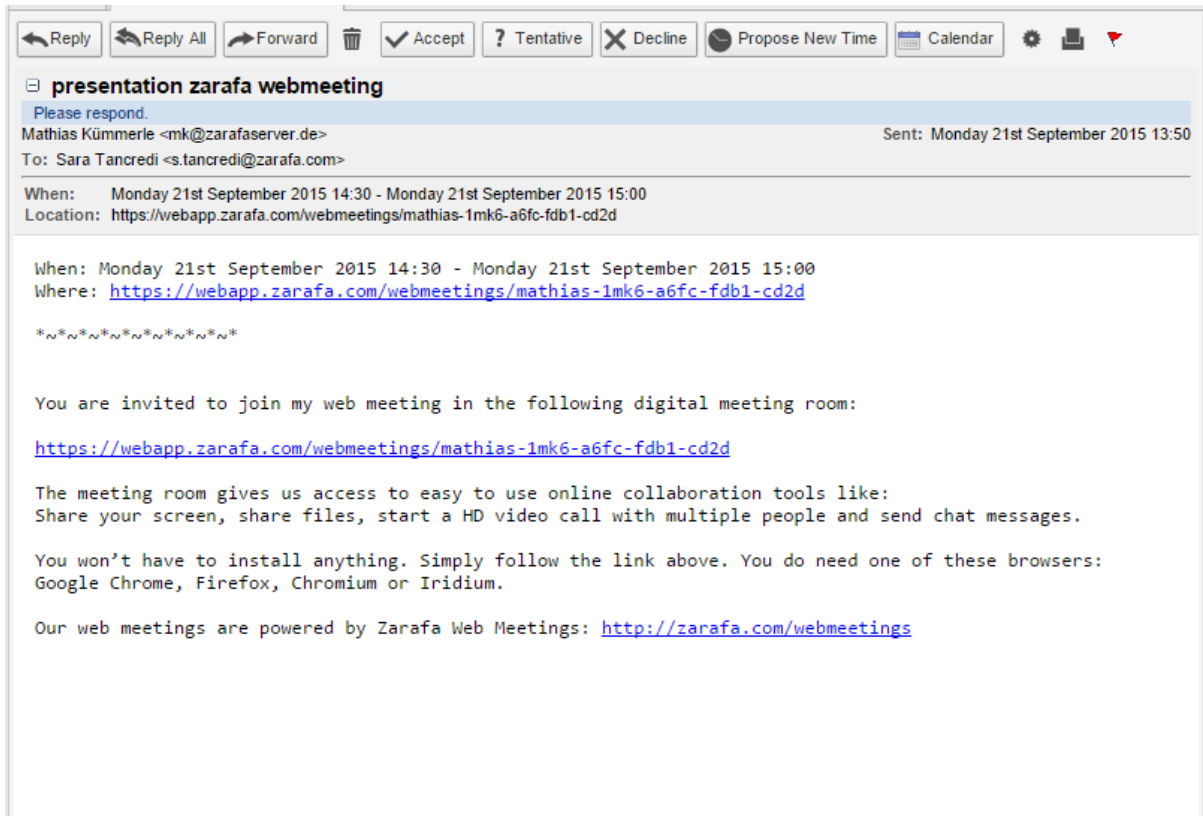 Reply Reply All Forward Accept ? Tentative Decline Propose New Time Calendar
presentation zarafa webmeeting
Please respond.
Mathias Kümmerle <mk@zarafaserver.de> Sent: Monday 21st September 2015 13:50
To: Sara Tancredi <s.tancredi@zarafa.com>
When: Monday 21st September 2015 14:30 - Monday 21st September 2015 15:00
Location: https://webapp.zarafa.com/webmeetings/mathias-1mk6-a6fc-fdb1-cd2d
When: Monday 21st September 2015 14:30 - Monday 21st September 2015 15:00
Where: https://webapp.zarafa.com/webmeetings/mathias-1mk6-a6fc-fdb1-cd2d
*~*~*~*~*~*~*~*~*~*
You are invited to join my web meeting in the following digital meeting room:
https://webapp.zarafa.com/webmeetings/mathias-1mk6-a6fc-fdb1-cd2d
The meeting room gives us access to easy to use online collaboration tools like:
Share your screen, share files, start a HD video call with multiple people and send chat messages.
You won’t have to install anything. Simply follow the link above. You do need one of these browsers:
Google Chrome, Firefox, Chromium or Iridium.
Our web meetings are powered by Zarafa Web Meetings: http://zarafa.com/webmeetings